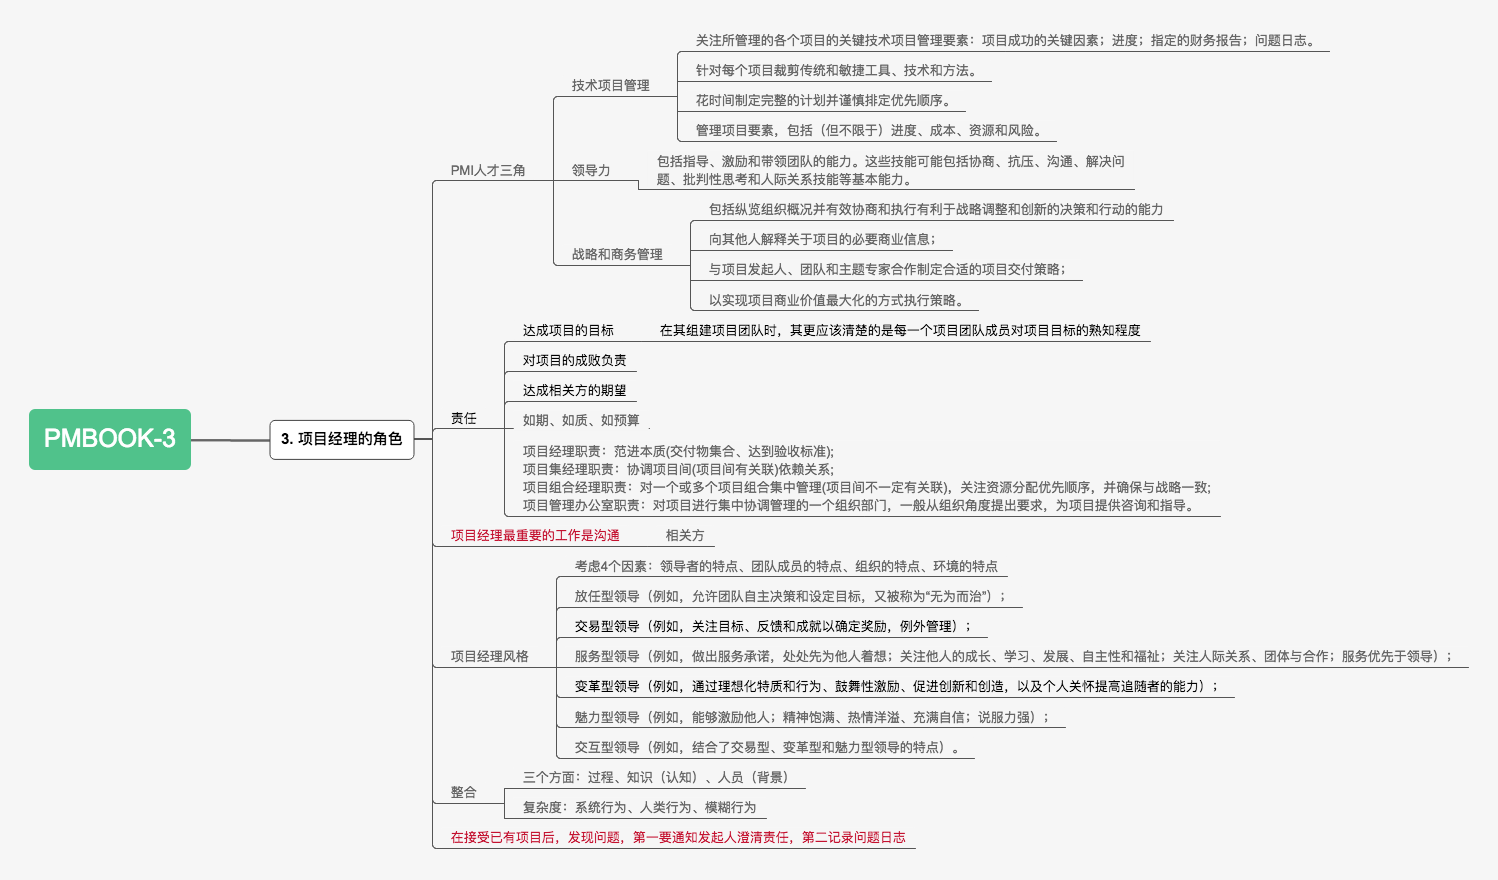 PMBOOK-3
3. 项目经理的角色
PMI人才三角
技术项目管理
关注所管理的各个项目的关键技术项目管理要素：项目成功的关键因素；进度；指定的财务报告；问题日志。
针对每个项目裁剪传统和敏捷工具、技术和方法。
花时间制定完整的计划并谨慎排定优先顺序。
管理项目要素，包括（但不限于）进度、成本、资源和风险。
领导力
包括指导、激励和带领团队的能力。这些技能可能包括协商、抗压、沟通、解决问
题、批判性思考和人际关系技能等基本能力。
战略和商务管理
包括纵览组织概况并有效协商和执行有利于战略调整和创新的决策和行动的能力
向其他人解释关于项目的必要商业信息；
与项目发起人、团队和主题专家合作制定合适的项目交付策略；
以实现项目商业价值最大化的方式执行策略。
责任
达成项目的目标
在其组建项目团队时，其更应该清楚的是每一个项目团队成员对项目目标的熟知程度
对项目的成败负责
达成相关方的期望
如期、如质、如预算
项目经理职责：范进本质(交付物集合、达到验收标准);
项目集经理职责：协调项目间(项目间有关联)依赖关系;
项目组合经理职责：对一个或多个项目组合集中管理(项目间不一定有关联)，关注资源分配优先顺序，并确保与战略一致;
项目管理办公室职责：对项目进行集中协调管理的一个组织部门，一般从组织角度提出要求，为项目提供咨询和指导。
项目经理最重要的工作是沟通
相关方
项目经理风格
考虑4个因素：领导者的特点、团队成员的特点、组织的特点、环境的特点
放任型领导（例如，允许团队自主决策和设定目标，又被称为“无为而治”）；
交易型领导（例如，关注目标、反馈和成就以确定奖励，例外管理）；
服务型领导（例如，做出服务承诺，处处先为他人着想；关注他人的成长、学习、发展、自主性和福祉；关注人际关系、团体与合作；服务优先于领导）；
变革型领导（例如，通过理想化特质和行为、鼓舞性激励、促进创新和创造，以及个人关怀提高追随者的能力）；
魅力型领导（例如，能够激励他人；精神饱满、热情洋溢、充满自信；说服力强）；
交互型领导（例如，结合了交易型、变革型和魅力型领导的特点）。
整合
三个方面：过程、知识（认知）、人员（背景）
复杂度：系统行为、人类行为、模糊行为
在接受已有项目后，发现问题，第一要通知发起人澄清责任，第二记录问题日志